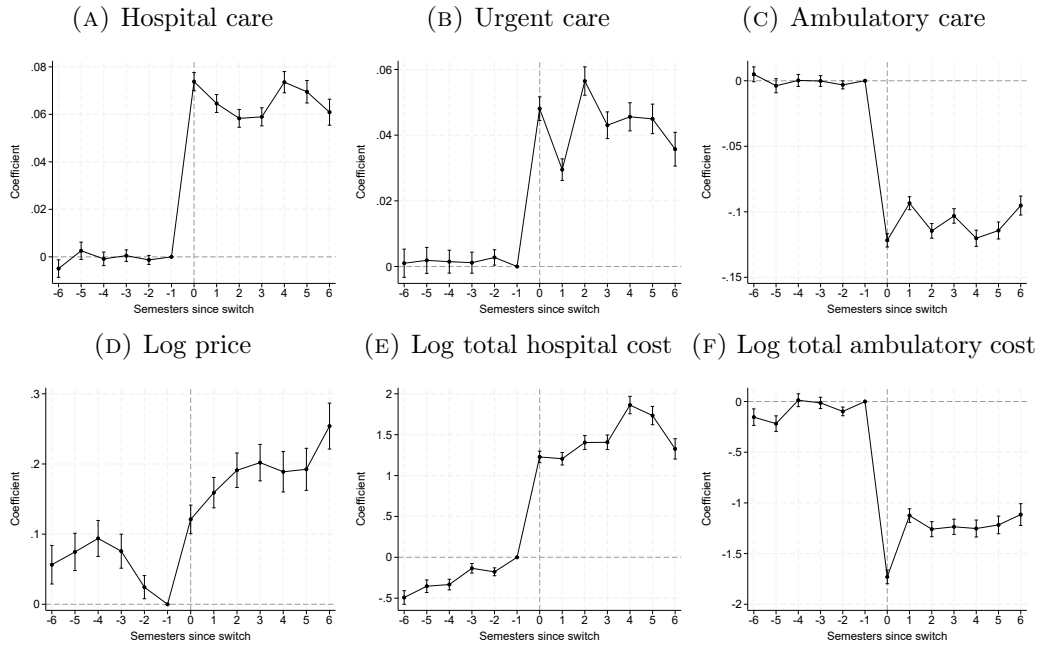 (A) Hospital care
.08
.06
.04
.02
0
Coefficient
-6 -5 -4 -3 -2 -1 0 1 2 3 4 5 6
Semesters since switch
(B) Urgent care
.06
.04
.02
0
Coefficient
-6 -5 -4 -3 -2 -1 0 1 2 3 4 5 6
Semesters since switch
(C) Ambulatory care
0
-.05
-.1
-.15
Coefficient
-6 -5 -4 -3 -2 -1 0 1 2 3 4 5 6
Semesters since switch
(D) Log price
.3
.2
.1
0
Coefficient
-6 -5 -4 -3 -2 -1 0 1 2 3 4 5 6
Semesters since switch
(E) Log total hospital cost
2
1.5
1
.5
0
-.5
Coefficient
-6 -5 -4 -3 -2 -1 0 1 2 3 4 5 6
Semesters since switch
(F) Log total ambulatory cost
0
-.5
-1
-1.5
-2
Coefficient
-6 -5 -4 -3 -2 -1 0 1 2 3 4 5 6
Semesters since switch